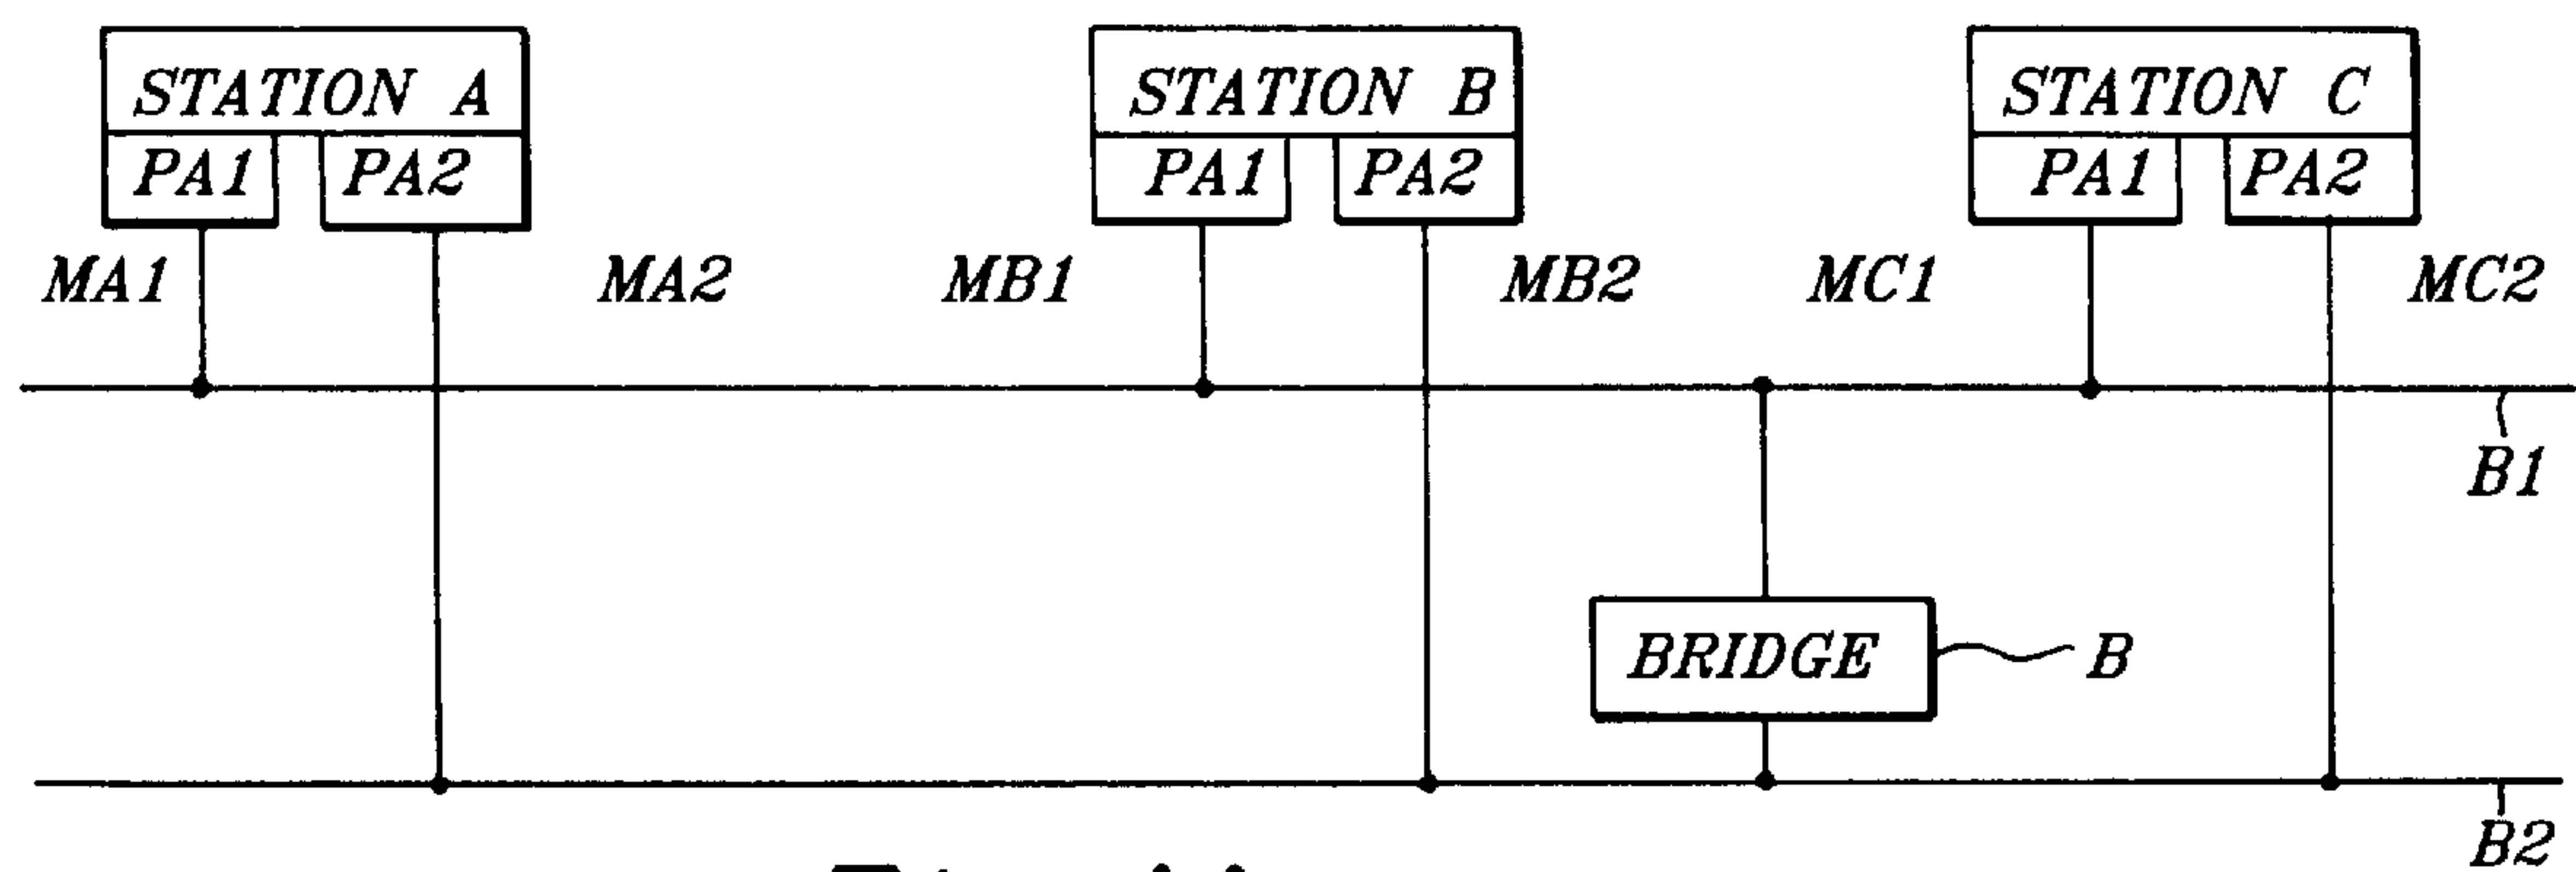 STATION A
STATION B
STATION C
PA1 PA2
PA1 PA2
PA1 PA2
MA1 MA2 MB1 MB2 MC1 MC2
B1
BRIDGE B
B2